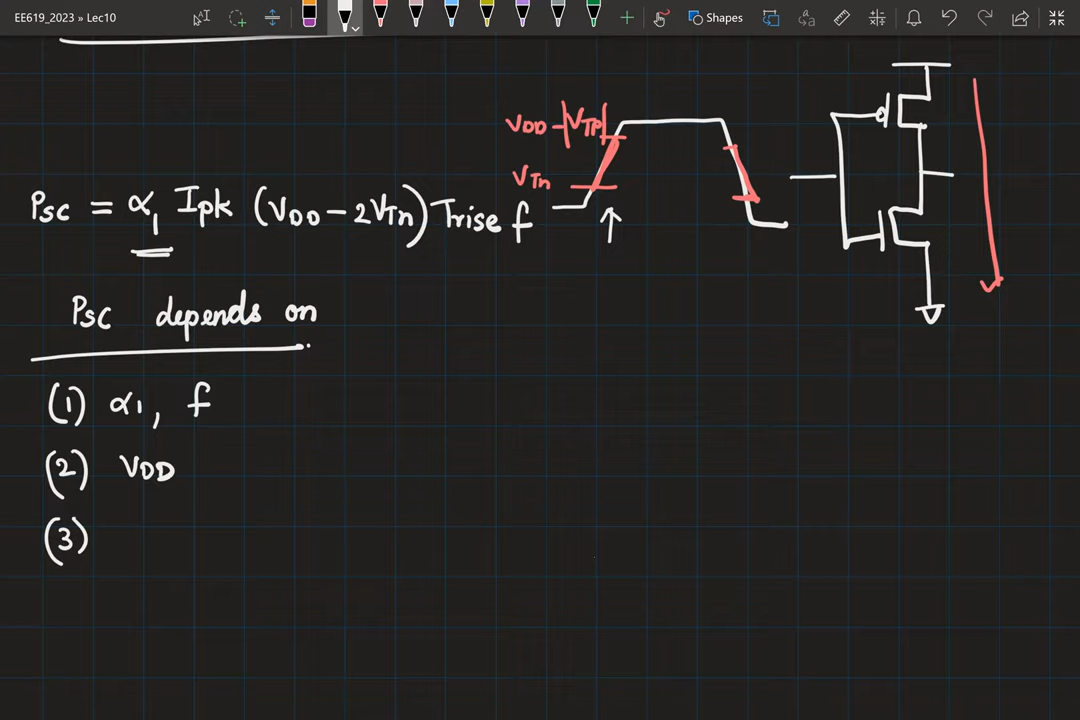 EE619_2023 » Lec10
Shapes
VDD-|VTP|
VTn
Psc = α1 Ipk (VDD-2VTn) Trise f
Psc depends on
(1) α1, f
(2) VDD
(3)